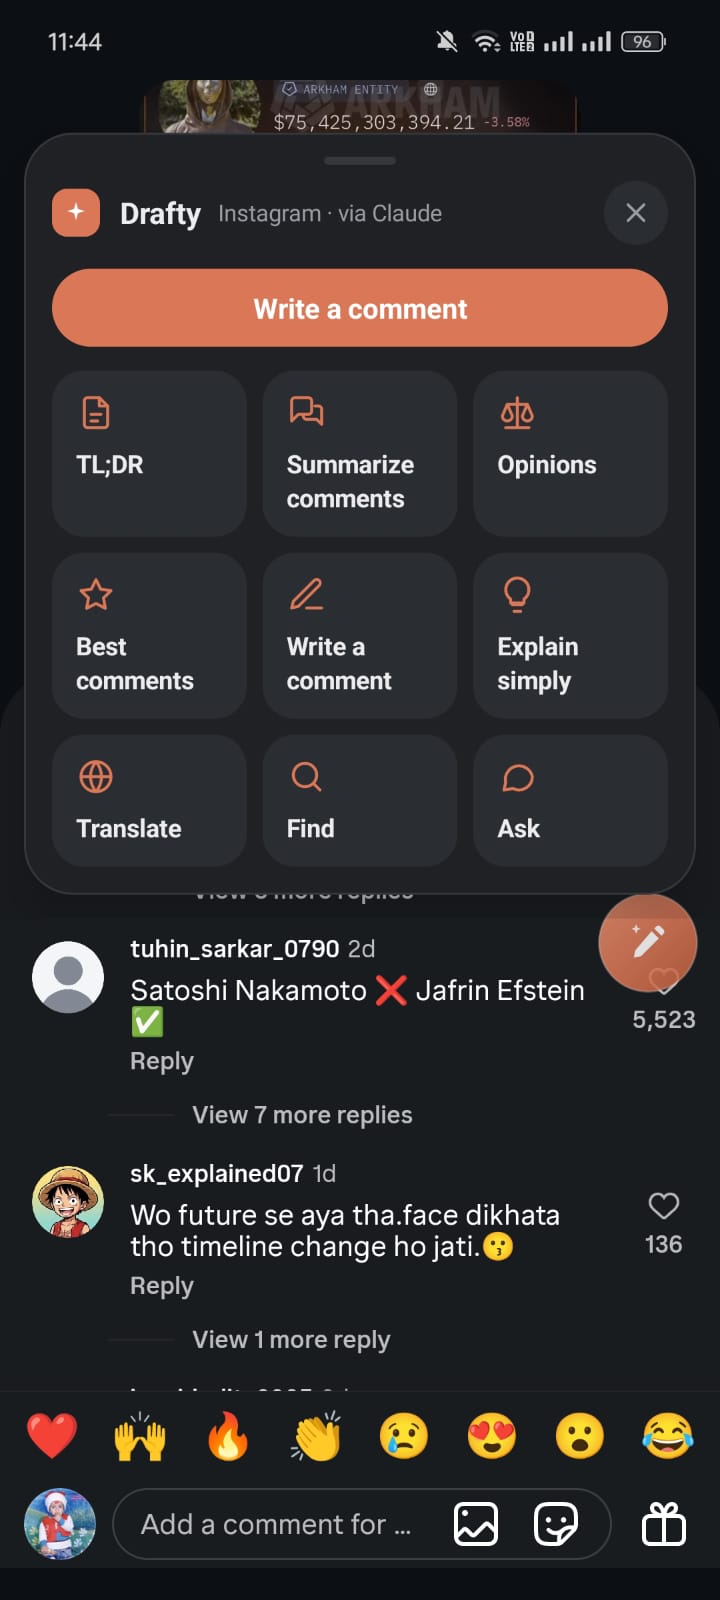 11:44
Vo LTE2
96
ARKHAM ENTITY
ARKHAM
$75,425,303,394.21 -3.58%
Drafty Instagram · via Claude
Write a comment
TL;DR
Summarize
comments
Opinions
Best
comments
Write a
comment
Explain
simply
Translate
Find
Ask
tuhin_sarkar_0790 2d
Satoshi Nakamoto ❌ Jafrin Efstein
✅
5,523
Reply
View 7 more replies
sk_explained07 1d
Wo future se aya tha.face dikhata
tho timeline change ho jati.😗
136
Reply
View 1 more reply
Add a comment for ...